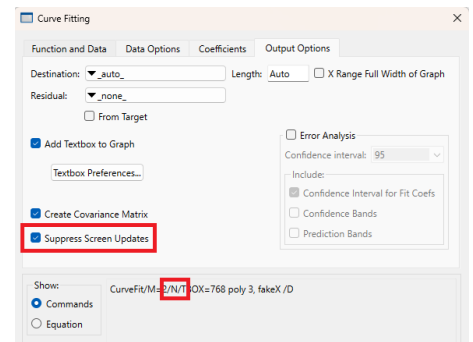 Curve Fitting
Function and Data Data Options Coefficients Output Options
Destination: _auto_ Length: Auto X Range Full Width of Graph
Residual: _none_
From Target
Add Textbox to Graph
Error Analysis
Confidence interval: 95
Textbox Preferences...
Include:
Confidence Interval for Fit Coefs
Create Covariance Matrix
Confidence Bands
Suppress Screen Updates
Prediction Bands
Show:
CurveFit/M=2/N/TBOX=768 poly 3, fakeX /D
Commands
Equation